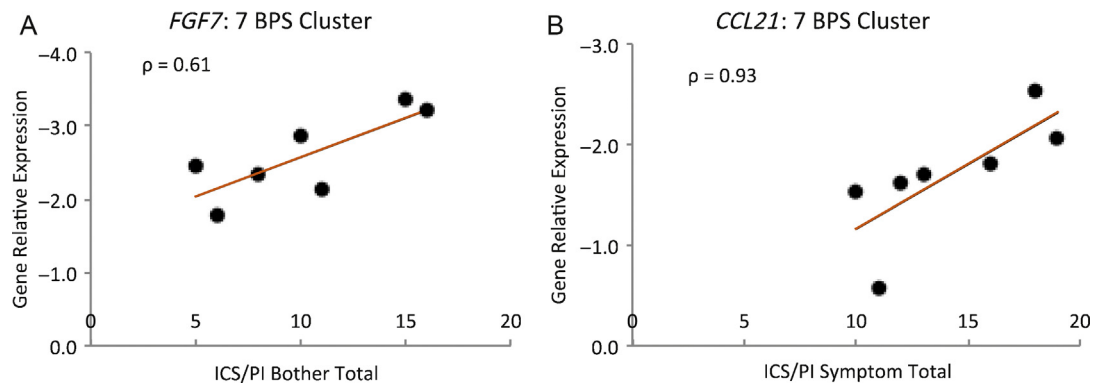 A
FGF7: 7 BPS Cluster
ρ = 0.61
Gene Relative Expression
–4.0
–3.0
–2.0
–1.0
0.0
0 5 10 15 20
ICS/PI Bother Total
B
CCL21: 7 BPS Cluster
ρ = 0.93
Gene Relative Expression
–3.0
–2.0
–1.0
0.0
0 5 10 15 20
ICS/PI Symptom Total